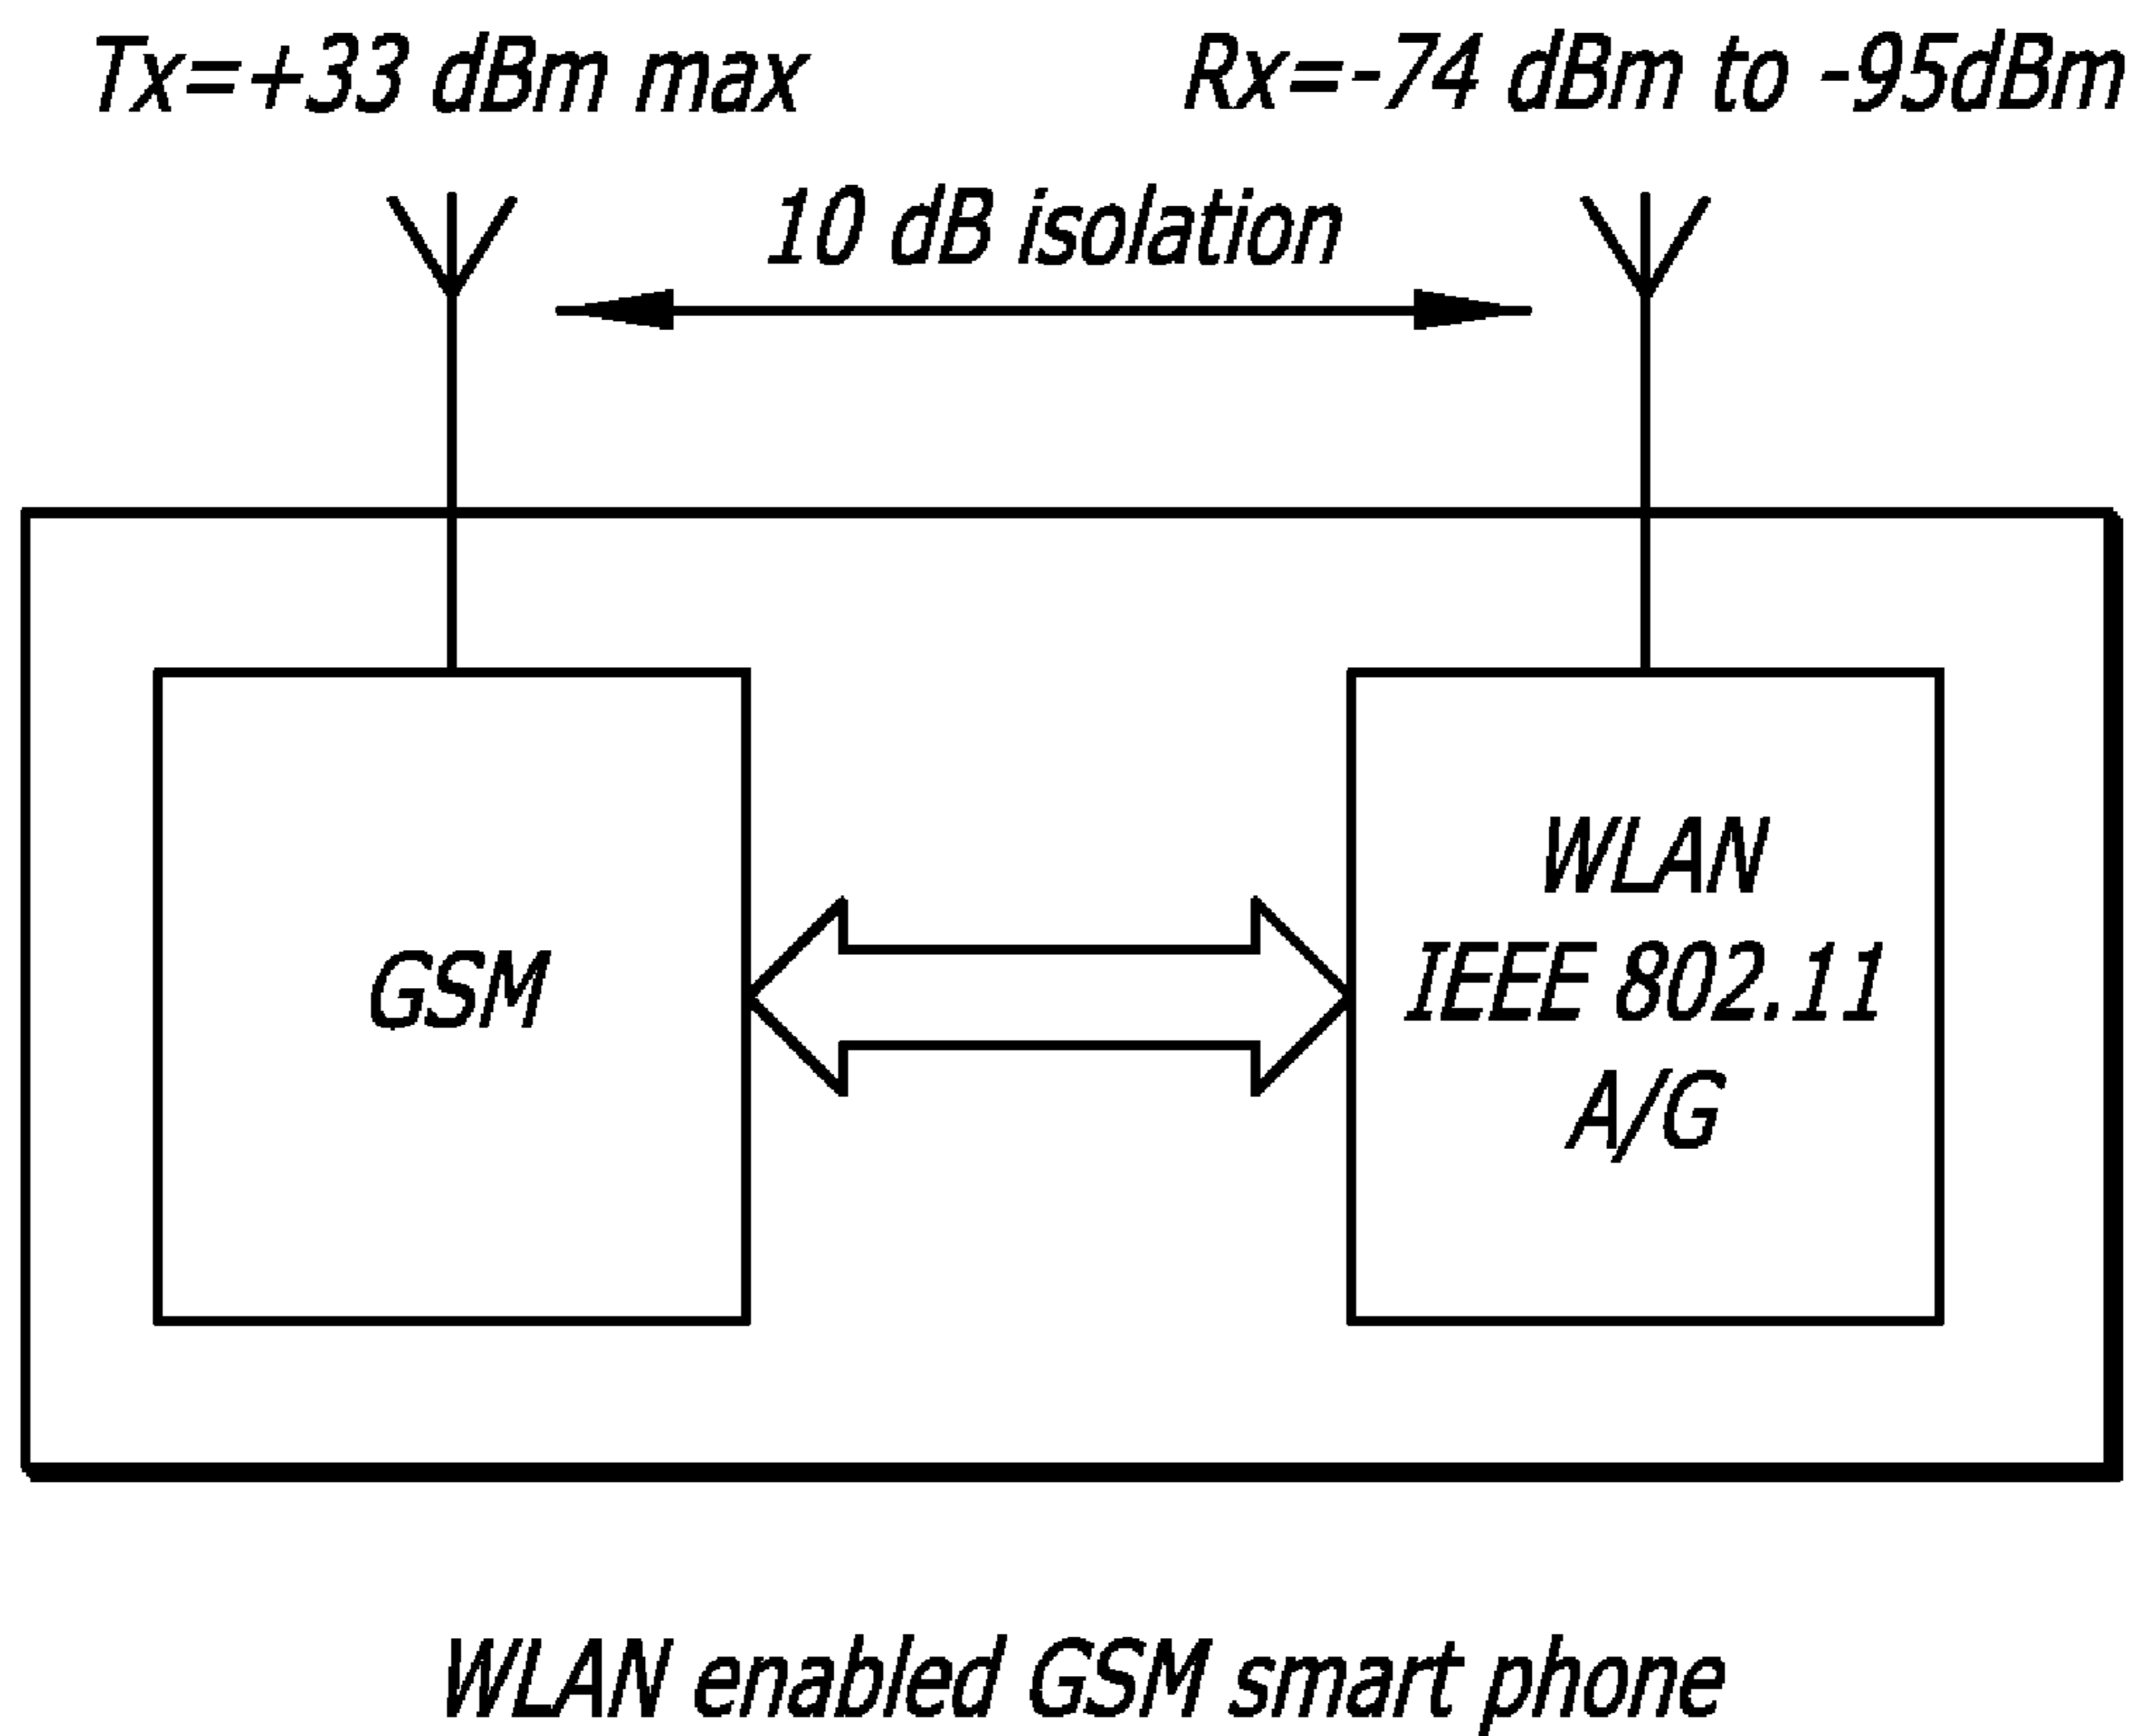 Tx=+33 dBm max
Rx=-74 dBm to -95dBm
10 dB isolation
GSM
WLAN
IEEE 802.11
A/G
WLAN enabled GSM smart phone